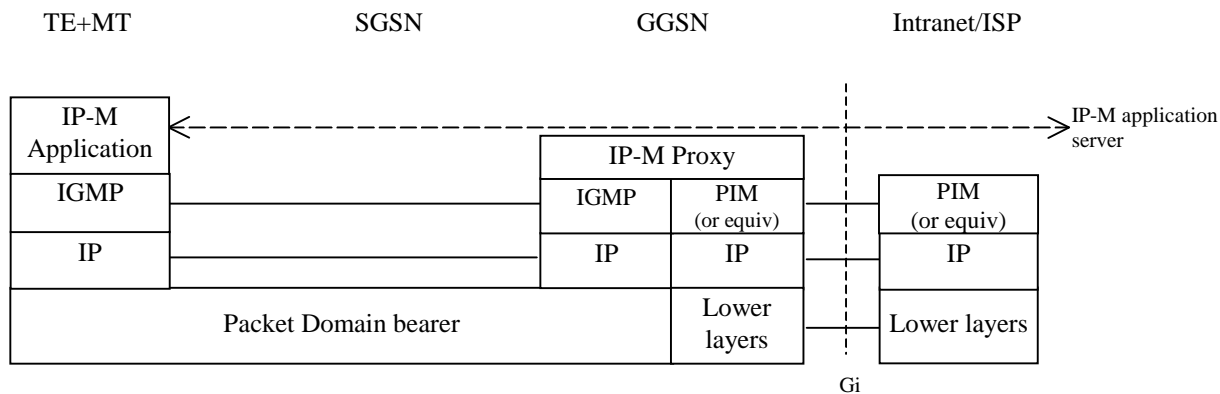 TE+MT
SGSN
GGSN
Intranet/ISP
IP-M
Application
IP-M application
server
IP-M Proxy
IGMP
IGMP
PIM
(or equiv)
PIM
(or equiv)
IP
IP
IP
IP
Packet Domain bearer
Lower
layers
Lower layers
Gi